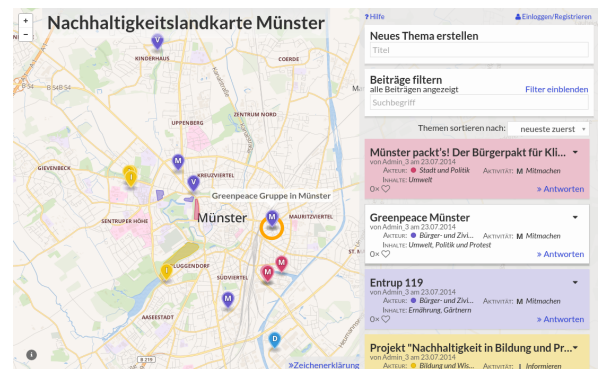 Nachhaltigkeitslandkarte Münster
+
−
KINDERHAUS
COERDE
B 54
B 54
ZENTRUM NORD
UPPENBERG
GIEVENBECK
KREUZVIERTEL
Greenpeace Gruppe in Münster
SENTRUPER HÖHE
Münster
MAURITZVIERTEL
PLUGGENDORF
SÜDVIERTEL
AASEESTADT
B 219
Kanalstraße
V
M
V
M
M
M
M
D
I
I
i
»Zeichenerklärung
?Hilfe
Einloggen/Registrieren
Neues Thema erstellen
Titel
Beiträge filtern
alle Beiträge angezeigt
Filter einblenden
Suchbegriff
Themen sortieren nach: neueste zuerst
Münster packt's! Der Bürgerpakt für Kli...
von Admin_3 am 23.07.2014
Akteur: Stadt und Politik Aktivität: M Mitmachen
Inhalte: Umwelt
0×
» Antworten
Greenpeace Münster
von Admin_3 am 23.07.2014
Akteur: Bürger- und Zivi... Aktivität: M Mitmachen
Inhalte: Umwelt, Politik und Protest
0×
» Antworten
Entrup 119
von Admin_3 am 23.07.2014
Akteur: Bürger- und Zivi... Aktivität: M Mitmachen
Inhalte: Ernährung, Gärtnern
0×
» Antworten
Projekt "Nachhaltigkeit in Bildung und Pr...
von Admin_3 am 23.07.2014
Akteur: Bildung und Wis... Aktivität: I Informieren